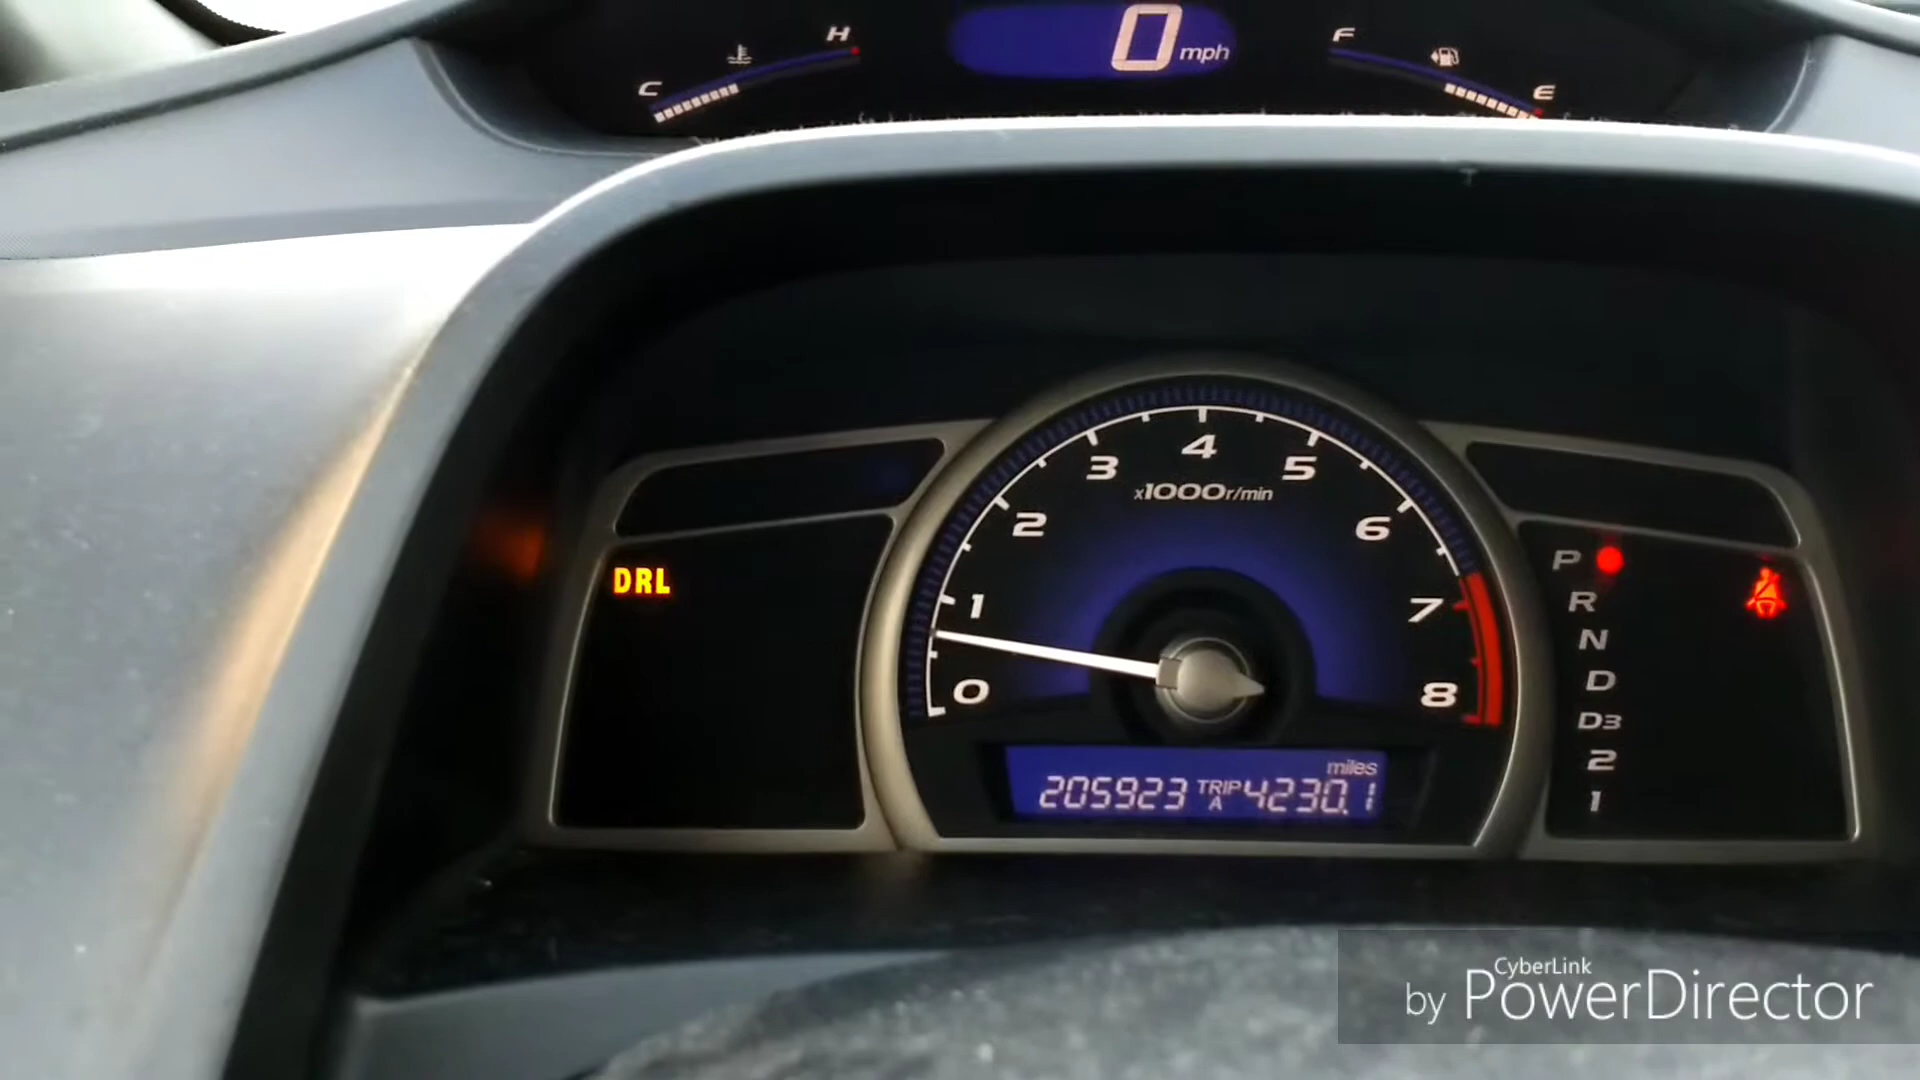 H
C
0 mph
F
E
4
3
5
x1000r/min
2
6
1
7
0
8
DRL
P
R
N
D
D3
2
1
miles
205923 TRIP A 4230.1
CyberLink
by PowerDirector